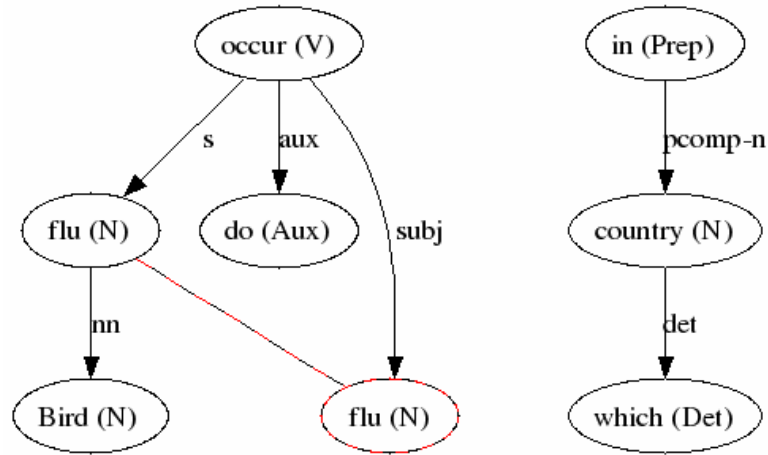 occur (V)
in (Prep)
s
aux
pcomp-n
flu (N)
do (Aux)
subj
country (N)
nn
det
Bird (N)
flu (N)
which (Det)